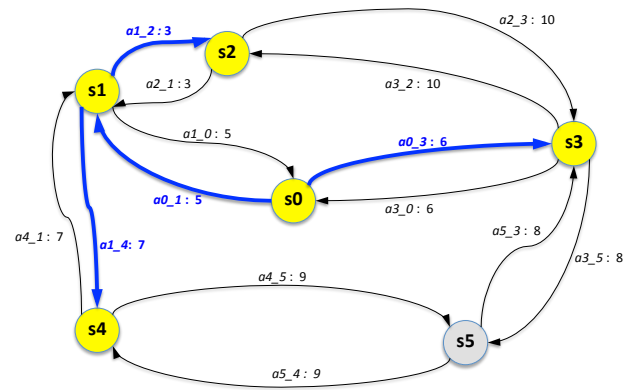 a1_2 : 3
a2_3 : 10
s2
s1
a2_1 : 3
a3_2 : 10
a1_0 : 5
a0_3 : 6
s3
a0_1 : 5
s0
a3_0 : 6
a4_1 : 7
a1_4 : 7
a5_3 : 8
a3_5 : 8
a4_5 : 9
s4
s5
a5_4 : 9